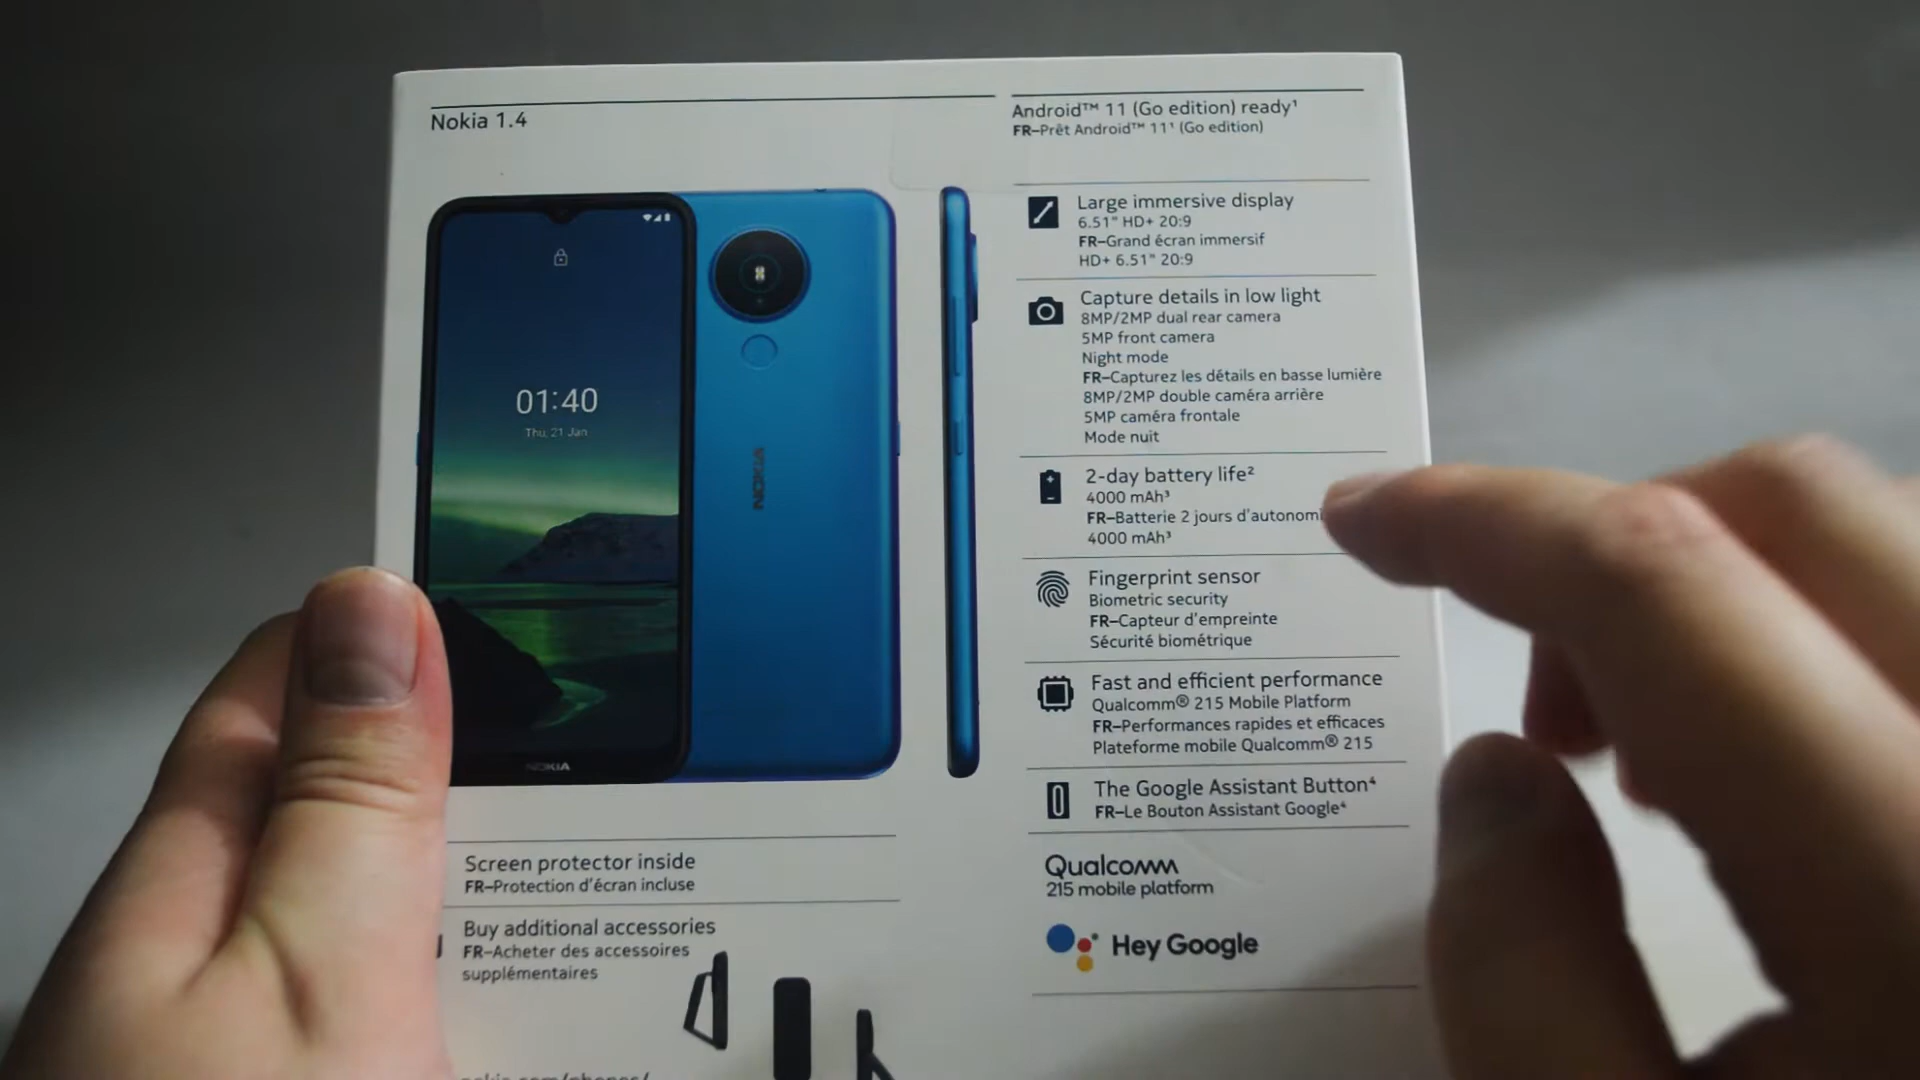 Nokia 1.4
01:40
Thu, 21 Jan
NOKIA
NOKIA
Screen protector inside
FR–Protection d'écran incluse
Buy additional accessories
FR–Acheter des accessoires
supplémentaires
Android™ 11 (Go edition) ready¹
FR–Prêt Android™ 11¹ (Go edition)
Large immersive display
6.51" HD+ 20:9
FR–Grand écran immersif
HD+ 6.51" 20:9
Capture details in low light
8MP/2MP dual rear camera
5MP front camera
Night mode
FR–Capturez les détails en basse lumière
8MP/2MP double caméra arrière
5MP caméra frontale
Mode nuit
2-day battery life²
4000 mAh³
FR–Batterie 2 jours d'autonomi
4000 mAh³
Fingerprint sensor
Biometric security
FR–Capteur d'empreinte
Sécurité biométrique
Fast and efficient performance
Qualcomm® 215 Mobile Platform
FR–Performances rapides et efficaces
Plateforme mobile Qualcomm® 215
The Google Assistant Button⁴
FR–Le Bouton Assistant Google⁴
Qualcomm
215 mobile platform
Hey Google